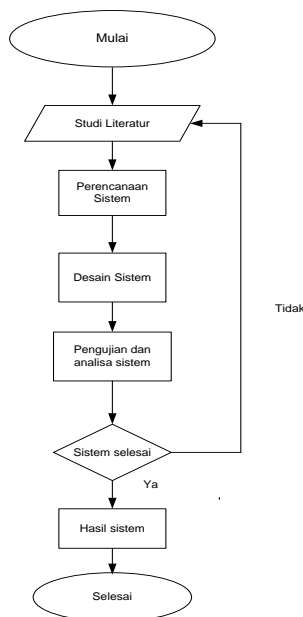 Mulai
Studi Literatur
Perencanaan
Sistem
Desain Sistem
Tidak
Pengujian dan
analisa sistem
Sistem selesai
Ya
Hasil sistem
Selesai